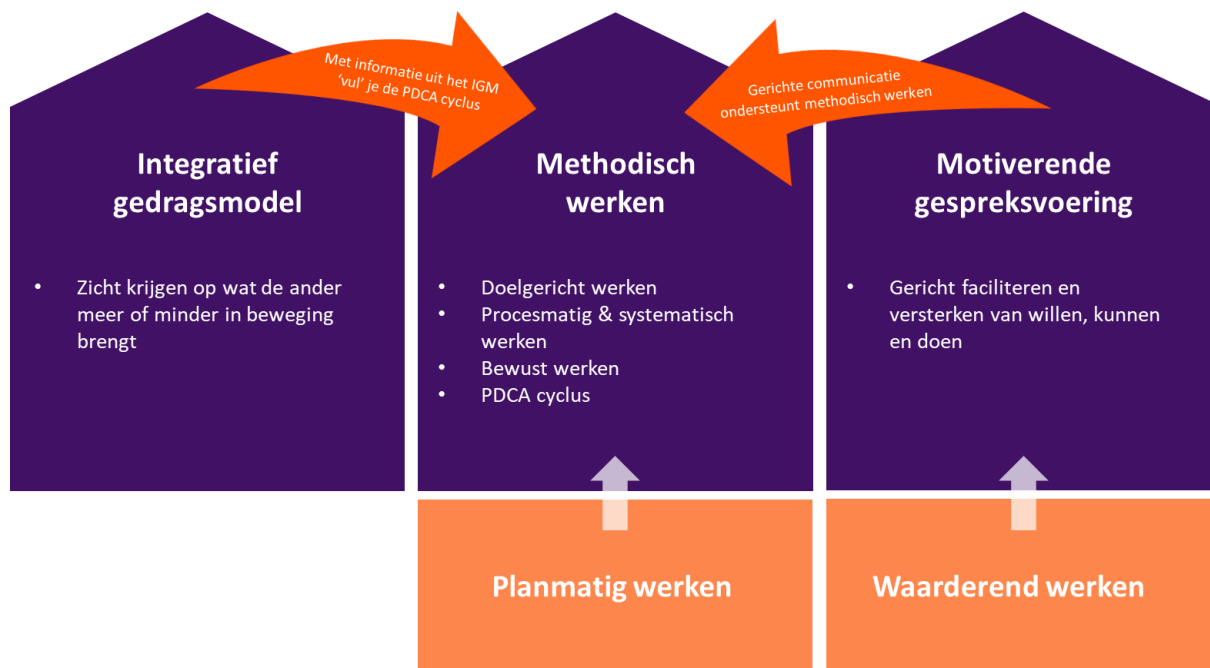 Met informatie uit het IGM
‘vul’ je de PDCA cyclus
Gerichte communicatie
ondersteunt methodisch werken
Integratief
gedragsmodel
• Zicht krijgen op wat de ander
meer of minder in beweging
brengt
Methodisch
werken
• Doelgericht werken
• Procesmatig & systematisch
werken
• Bewust werken
• PDCA cyclus
Motiverende
gespreksvoering
• Gericht faciliteren en
versterken van willen, kunnen
en doen
Planmatig werken
Waarderend werken